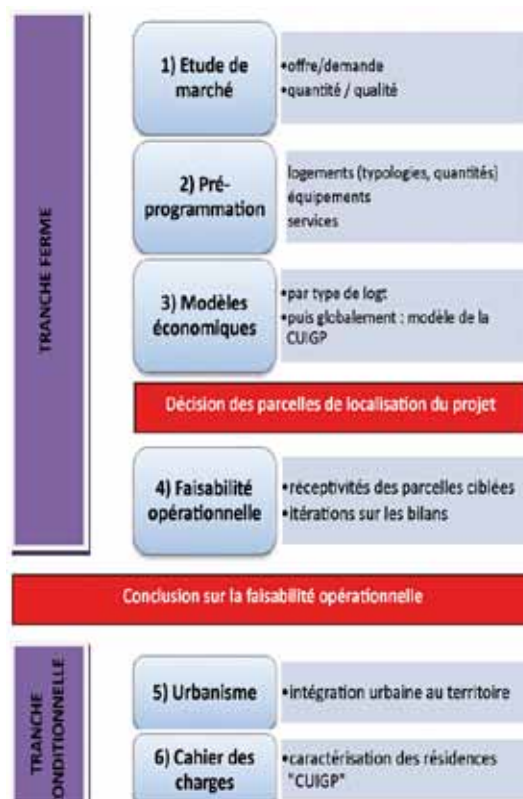 TRANCHE FERME
1) Etude de
marché
•offre/demande
•quantité / qualité
2) Pré-
programmation
logements (typologies, quantités)
équipements
services
3) Modèles
économiques
•par type de logt
•puis globalement : modèle de la
CUIGP
Décision des parcelles de localisation du projet
4) Faisabilité
opérationnelle
•réceptivités des parcelles ciblées
•itérations sur les bilans
Conclusion sur la faisabilité opérationnelle
TRANCHE
ONDITIONNELLE
5) Urbanisme
•intégration urbaine au territoire
6) Cahier des
charges
•caractérisation des résidences
"CUIGP"